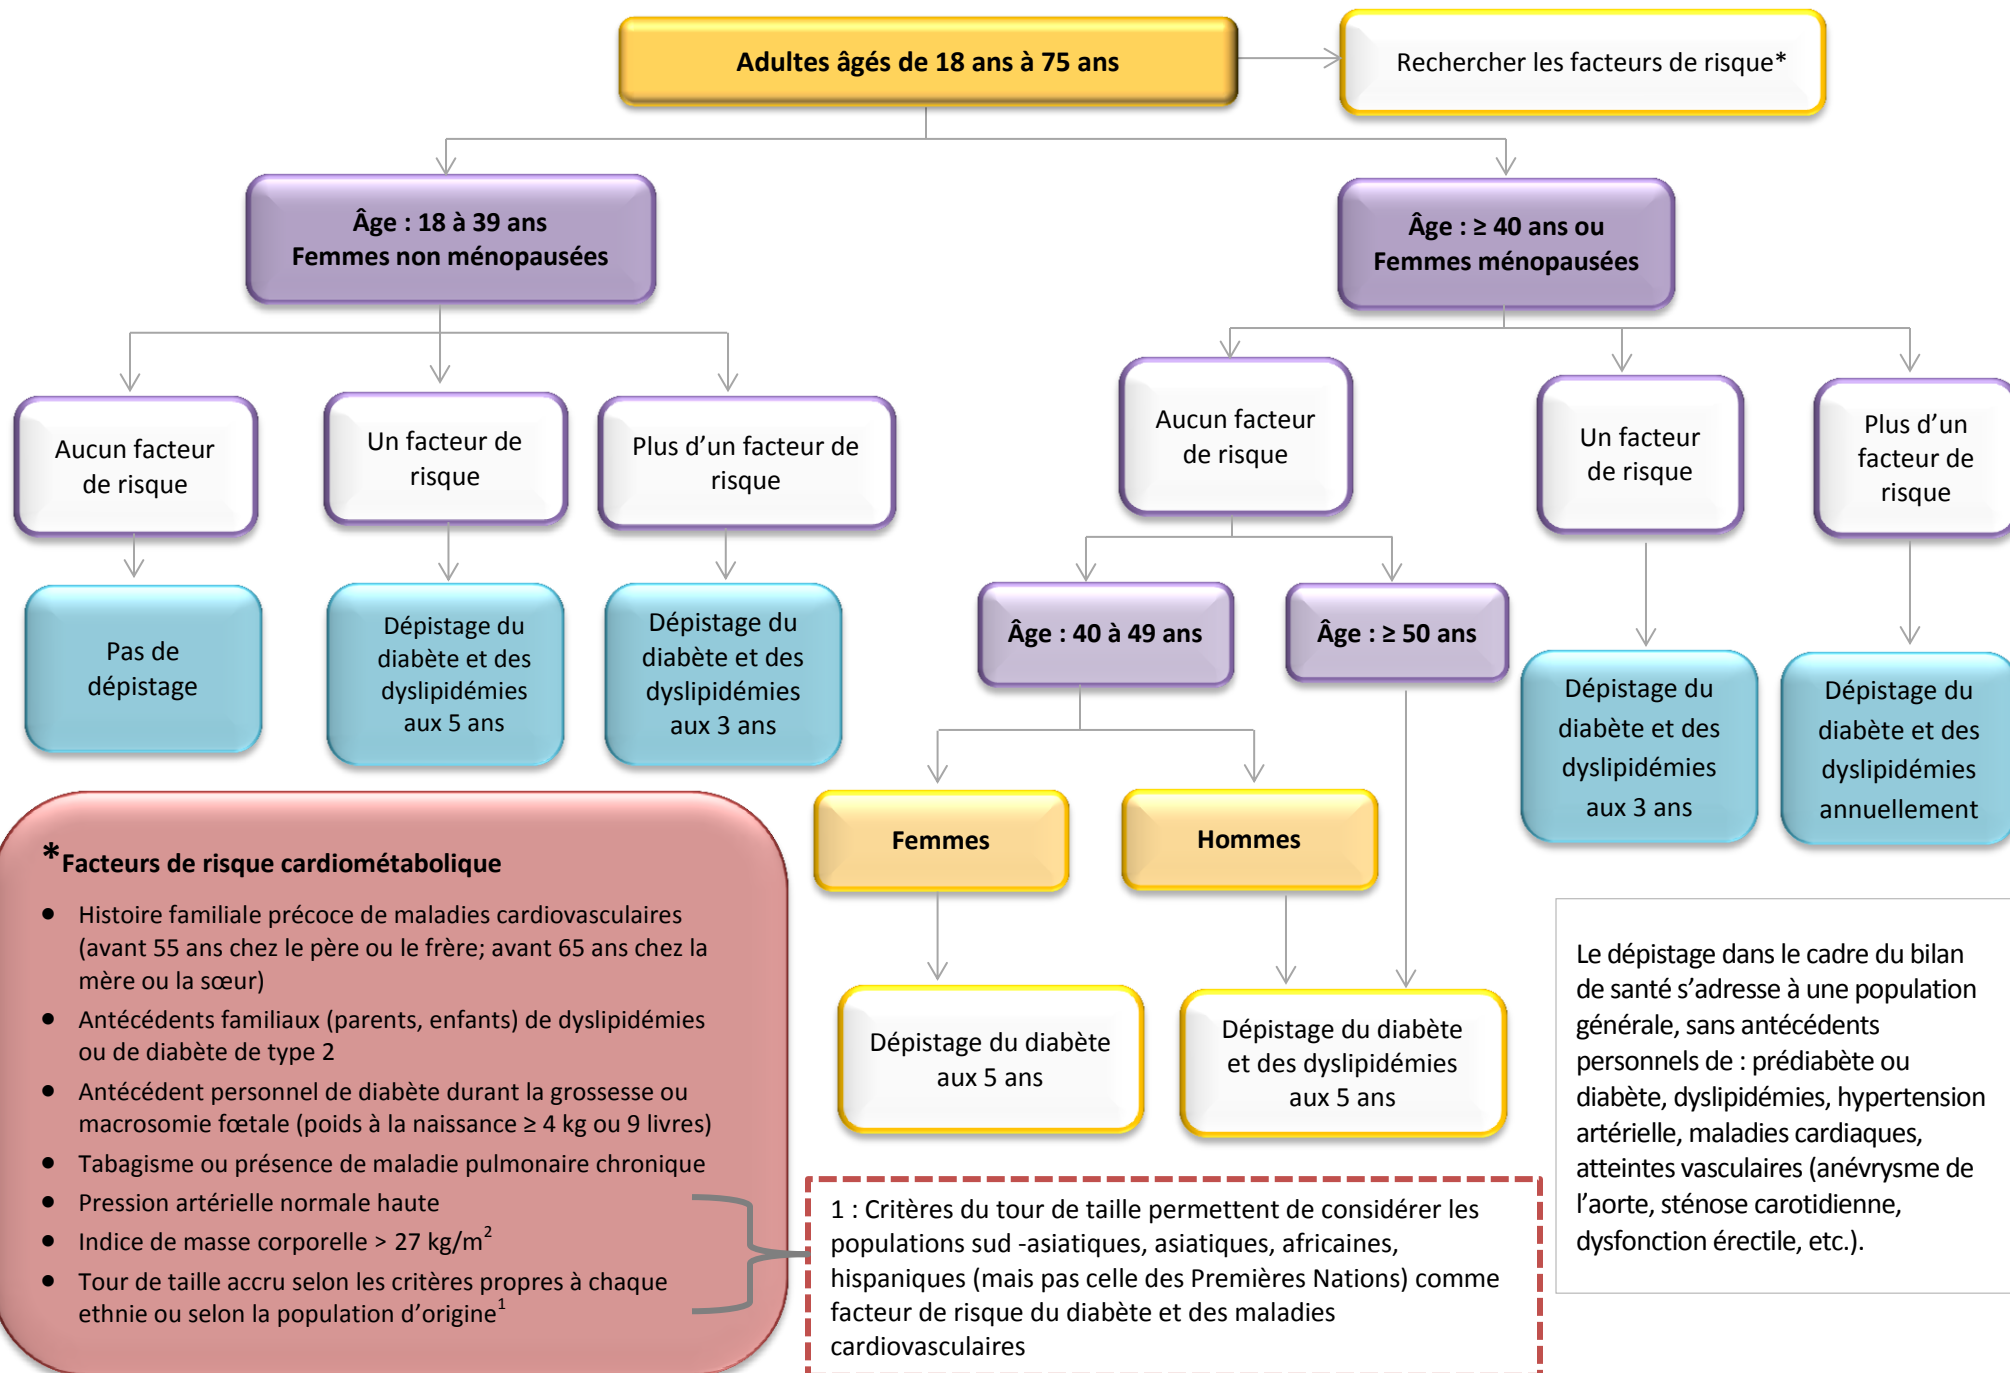 Adultes âgés de 18 ans à 75 ans
Rechercher les facteurs de risque*
Âge : 18 à 39 ans
Femmes non ménopausées
Âge : ≥ 40 ans ou
Femmes ménopausées
Aucun facteur
de risque
Un facteur de
risque
Plus d’un facteur de
risque
Aucun facteur
de risque
Un facteur
de risque
Plus d’un
facteur de
risque
Pas de
dépistage
Dépistage du
diabète et des
dyslipidémies
aux 5 ans
Dépistage du
diabète et des
dyslipidémies
aux 3 ans
Âge : 40 à 49 ans
Âge : ≥ 50 ans
Dépistage du
diabète et des
dyslipidémies
aux 3 ans
Dépistage du
diabète et des
dyslipidémies
annuellement
Femmes
Hommes
Dépistage du diabète
aux 5 ans
Dépistage du diabète
et des dyslipidémies
aux 5 ans
*Facteurs de risque cardiométabolique
• Histoire familiale précoce de maladies cardiovasculaires
(avant 55 ans chez le père ou le frère; avant 65 ans chez la
mère ou la sœur)
• Antécédents familiaux (parents, enfants) de dyslipidémies
ou de diabète de type 2
• Antécédent personnel de diabète durant la grossesse ou
macrosomie fœtale (poids à la naissance ≥ 4 kg ou 9 livres)
• Tabagisme ou présence de maladie pulmonaire chronique
• Pression artérielle normale haute
• Indice de masse corporelle > 27 kg/m²
• Tour de taille accru selon les critères propres à chaque
ethnie ou selon la population d’origine¹
1 : Critères du tour de taille permettent de considérer les
populations sud -asiatiques, asiatiques, africaines,
hispaniques (mais pas celle des Premières Nations) comme
facteur de risque du diabète et des maladies
cardiovasculaires
Le dépistage dans le cadre du bilan
de santé s’adresse à une population
générale, sans antécédents
personnels de : prédiabète ou
diabète, dyslipidémies, hypertension
artérielle, maladies cardiaques,
atteintes vasculaires (anévrysme de
l’aorte, sténose carotidienne,
dysfonction érectile, etc.).